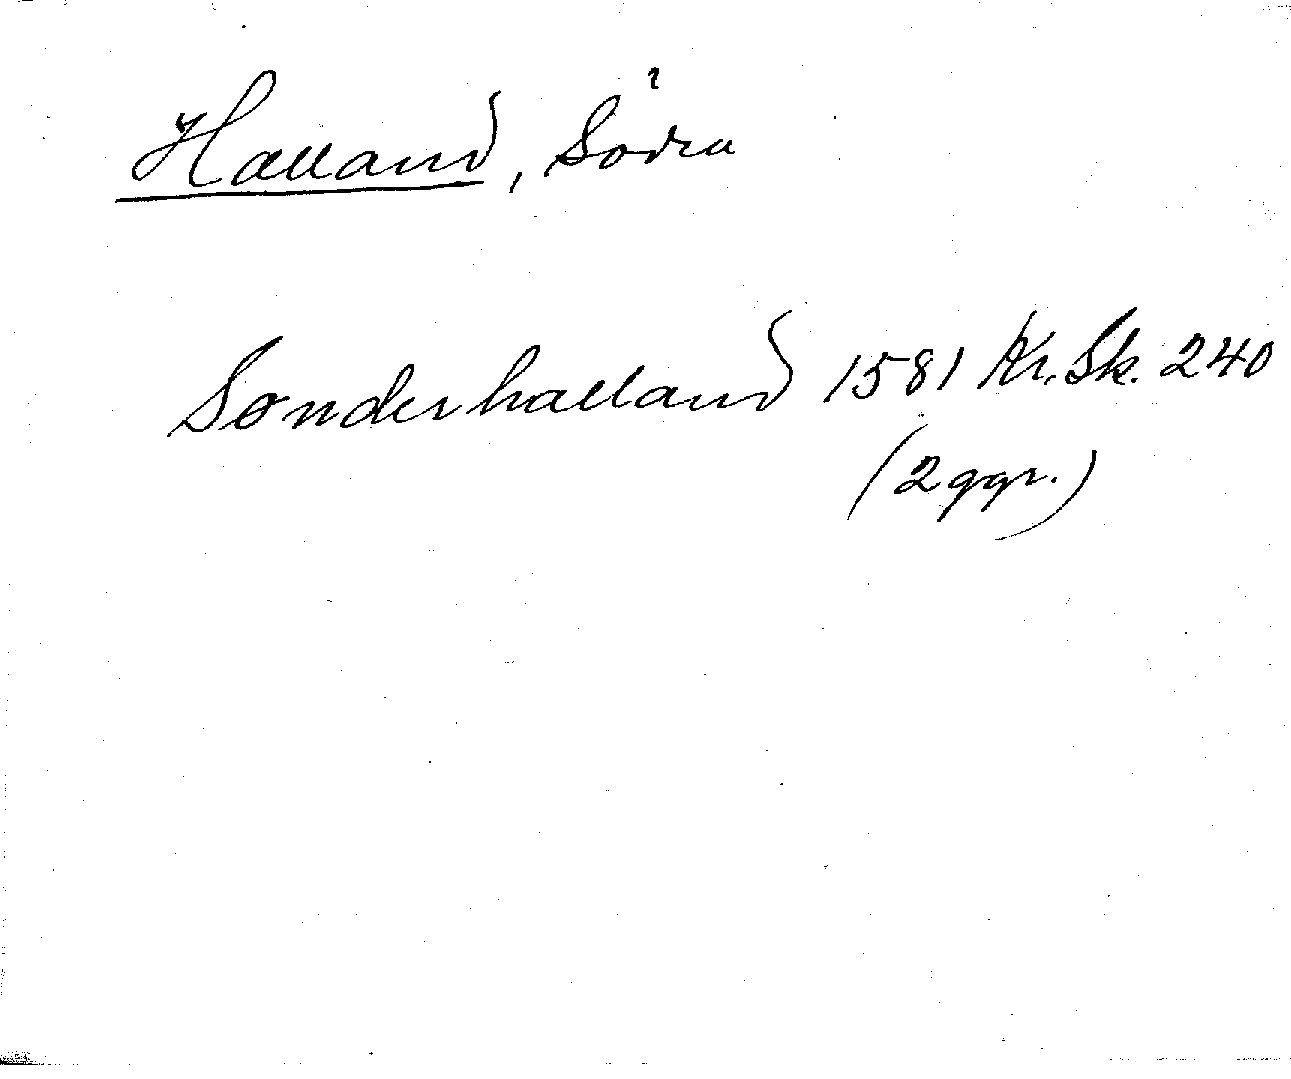 Halland, Södra
Sønderhalland 1581 Kr. Sk. 240
(2 ggr.)